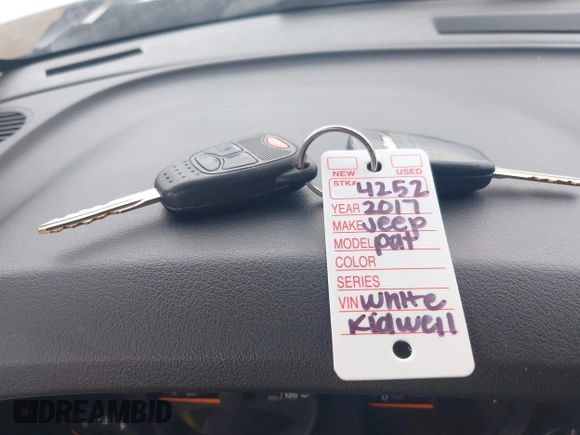 NEW USED
STK# 4252
YEAR 2017
MAKE Jeep
MODEL pat
COLOR
SERIES
VIN White
Kidwell
DREAMBID